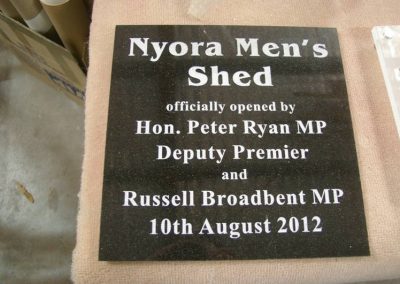 Nyora Men's
Shed
officially opened by
Hon. Peter Ryan MP
Deputy Premier
and
Russell Broadbent MP
10th August 2012